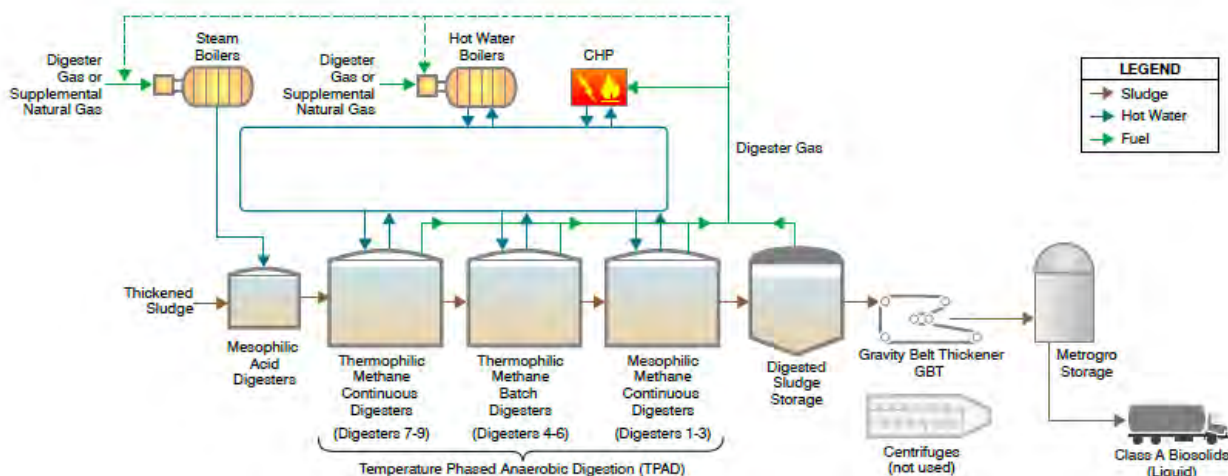 Steam
Boilers
Hot Water
Boilers
CHP
Digester
Gas or
Supplemental
Natural Gas
Digester
Gas or
Supplemental
Natural Gas
LEGEND
Sludge
Hot Water
Fuel
Digester Gas
Thickened
Sludge
Mesophilic
Acid
Digesters
Thermophilic
Methane
Continuous
Digesters
(Digesters 7-9)
Thermophilic
Methane
Batch
Digesters
(Digesters 4-6)
Mesophilic
Methane
Continuous
Digesters
(Digesters 1-3)
Digested
Sludge
Storage
Gravity Belt Thickener
GBT
Metrogro
Storage
Centrifuges
(not used)
Class A Biosolids
(Liquid)
Temperature Phased Anaerobic Digestion (TPAD)